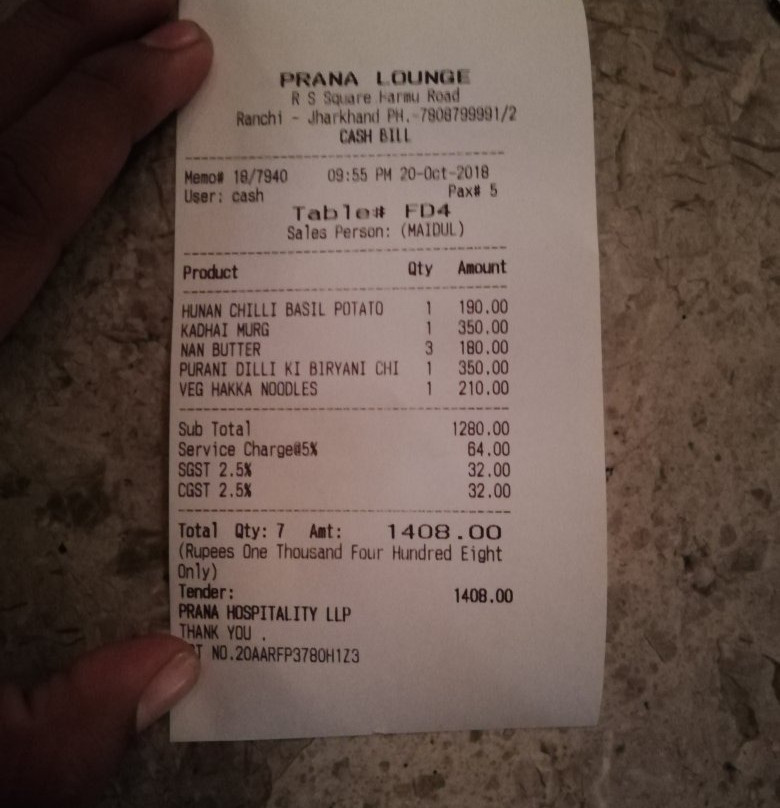 PRANA LOUNGE
R S Square Harmu Road
Ranchi - Jharkhand PH.-7808799991/2
CASH BILL
Memo# 18/7940 09:55 PM 20-Oct-2018
User: cash Pax# 5
Table# FD4
Sales Person: (MAIDUL)
Product Qty Amount
HUNAN CHILLI BASIL POTATO 1 190.00
KADHAI MURG 1 350.00
NAN BUTTER 3 180.00
PURANI DILLI KI BIRYANI CHI 1 350.00
VEG HAKKA NOODLES 1 210.00
Sub Total 1280.00
Service Charge@5% 64.00
SGST 2.5% 32.00
CGST 2.5% 32.00
Total Qty: 7 Amt: 1408.00
(Rupees One Thousand Four Hundred Eight
Only)
Tender: 1408.00
PRANA HOSPITALITY LLP
THANK YOU .
NO.20AARFP3780H1Z3